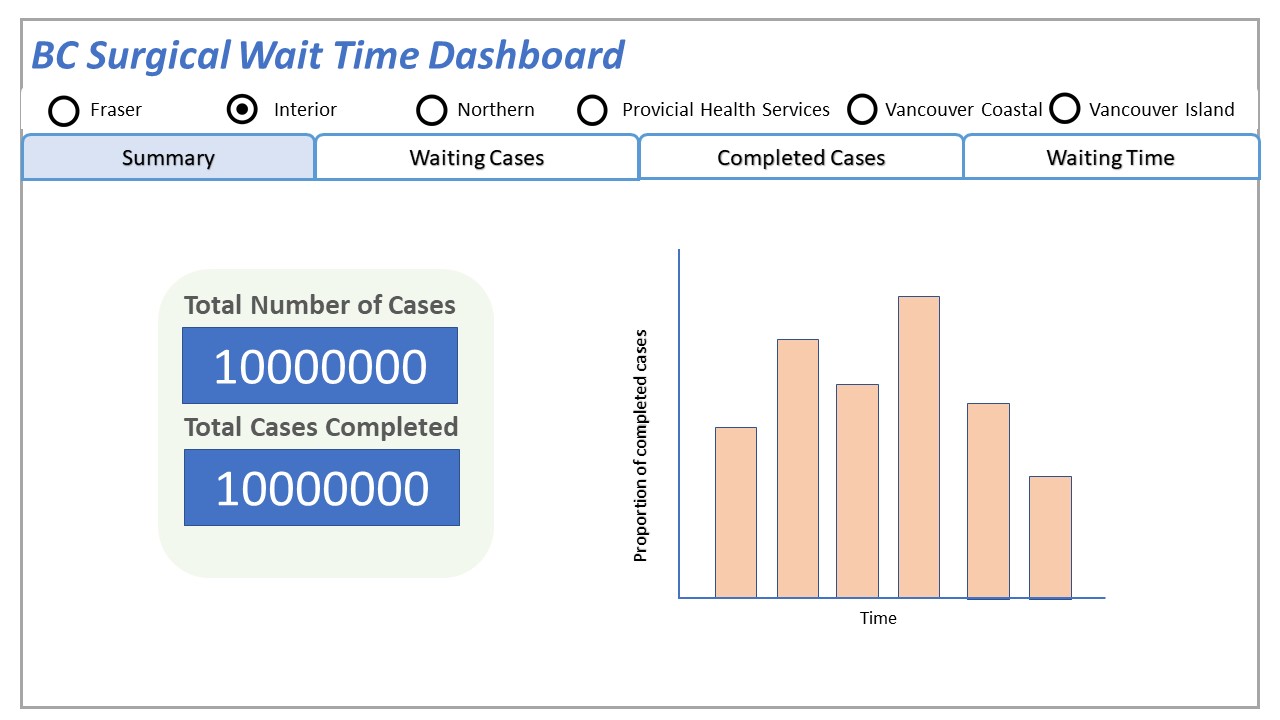 BC Surgical Wait Time Dashboard
Fraser Interior Northern Provicial Health Services Vancouver Coastal Vancouver Island
Summary Waiting Cases Completed Cases Waiting Time
Total Number of Cases
10000000
Total Cases Completed
10000000
Proportion of completed cases
Time